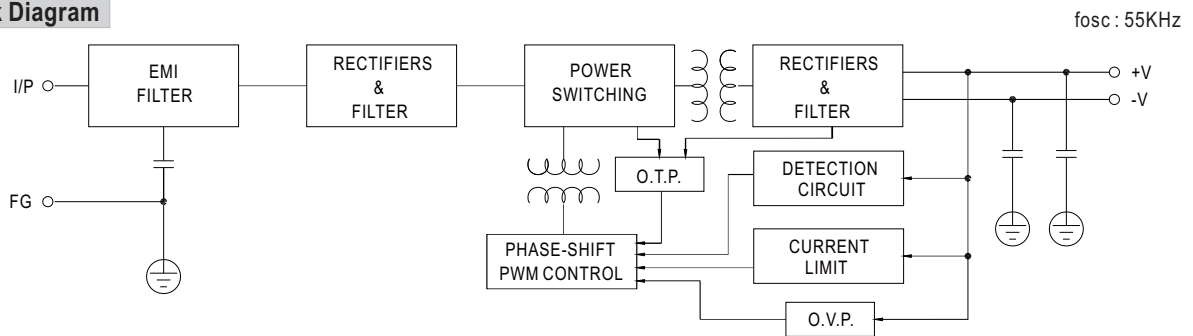 Diagram
fosc : 55KHz
I/P
EMI
FILTER
RECTIFIERS
&
FILTER
POWER
SWITCHING
RECTIFIERS
&
FILTER
+V
-V
O.T.P.
DETECTION
CIRCUIT
FG
PHASE-SHIFT
PWM CONTROL
CURRENT
LIMIT
O.V.P.